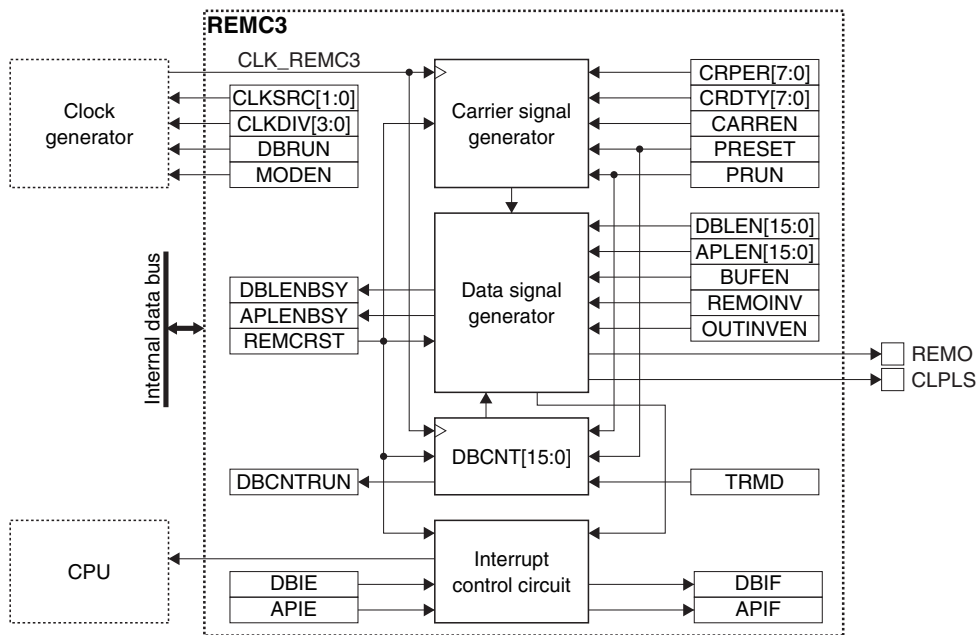 REMC3
CLK_REMC3
Clock
generator
CLKSRC[1:0]
CLKDIV[3:0]
DBRUN
MODEN
Carrier signal
generator
CRPER[7:0]
CRDTY[7:0]
CARREN
PRESET
PRUN
Internal data bus
DBLENBSY
APLENBSY
REMCRST
Data signal
generator
DBLEN[15:0]
APLEN[15:0]
BUFEN
REMOINV
OUTINVEN
REMO
CLPLS
DBCNTRUN
DBCNT[15:0]
TRMD
CPU
DBIE
APIE
Interrupt
control circuit
DBIF
APIF